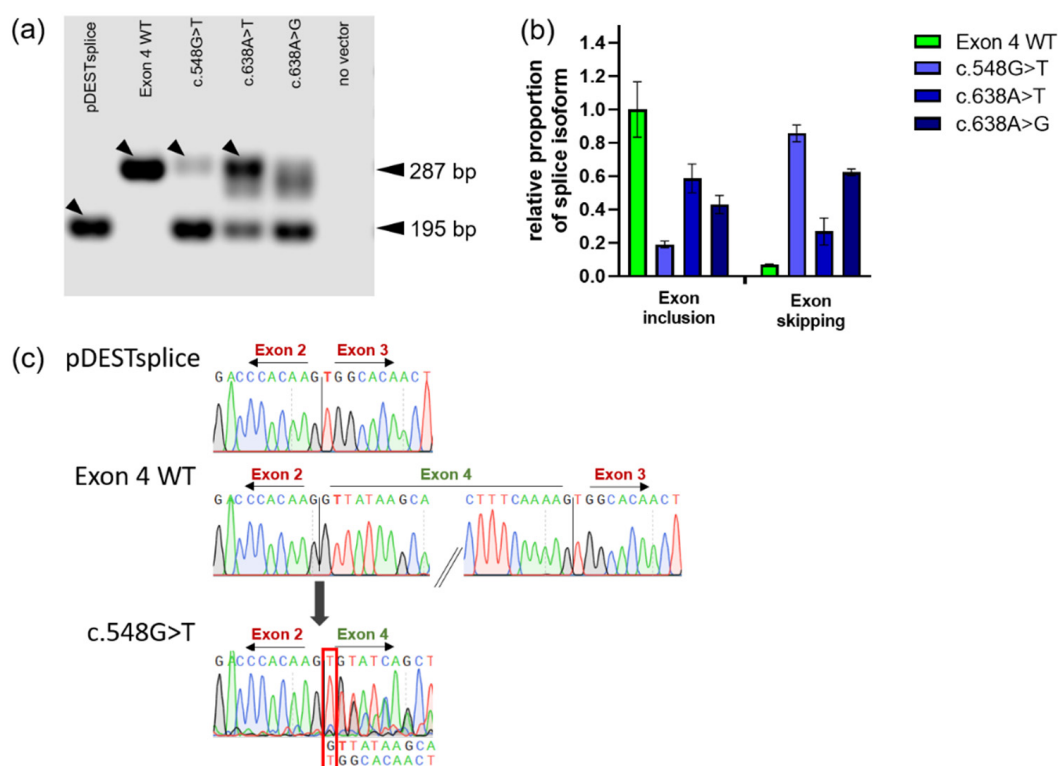 (a)
pDESTsplice
Exon 4 WT
c.548G>T
c.638A>T
c.638A>G
no vector
287 bp
195 bp
(b)
relative proportion
of splice isoform
1.4
1.2
1.0
0.8
0.6
0.4
0.2
0.0
Exon
inclusion
Exon
skipping
Exon 4 WT
c.548G>T
c.638A>T
c.638A>G
(c)
pDESTsplice
Exon 2 Exon 3
GACCCACAAGTGGCACAACT
Exon 4 WT
Exon 2 Exon 4 Exon 3
GACCCACAAGGTTATAAGCA CTTTCAAAAGTGGCACAACT
c.548G>T
Exon 2 Exon 4
GACCCACAAGTGTATCAGCT
GTTATAAGCA
TGGCACAACT